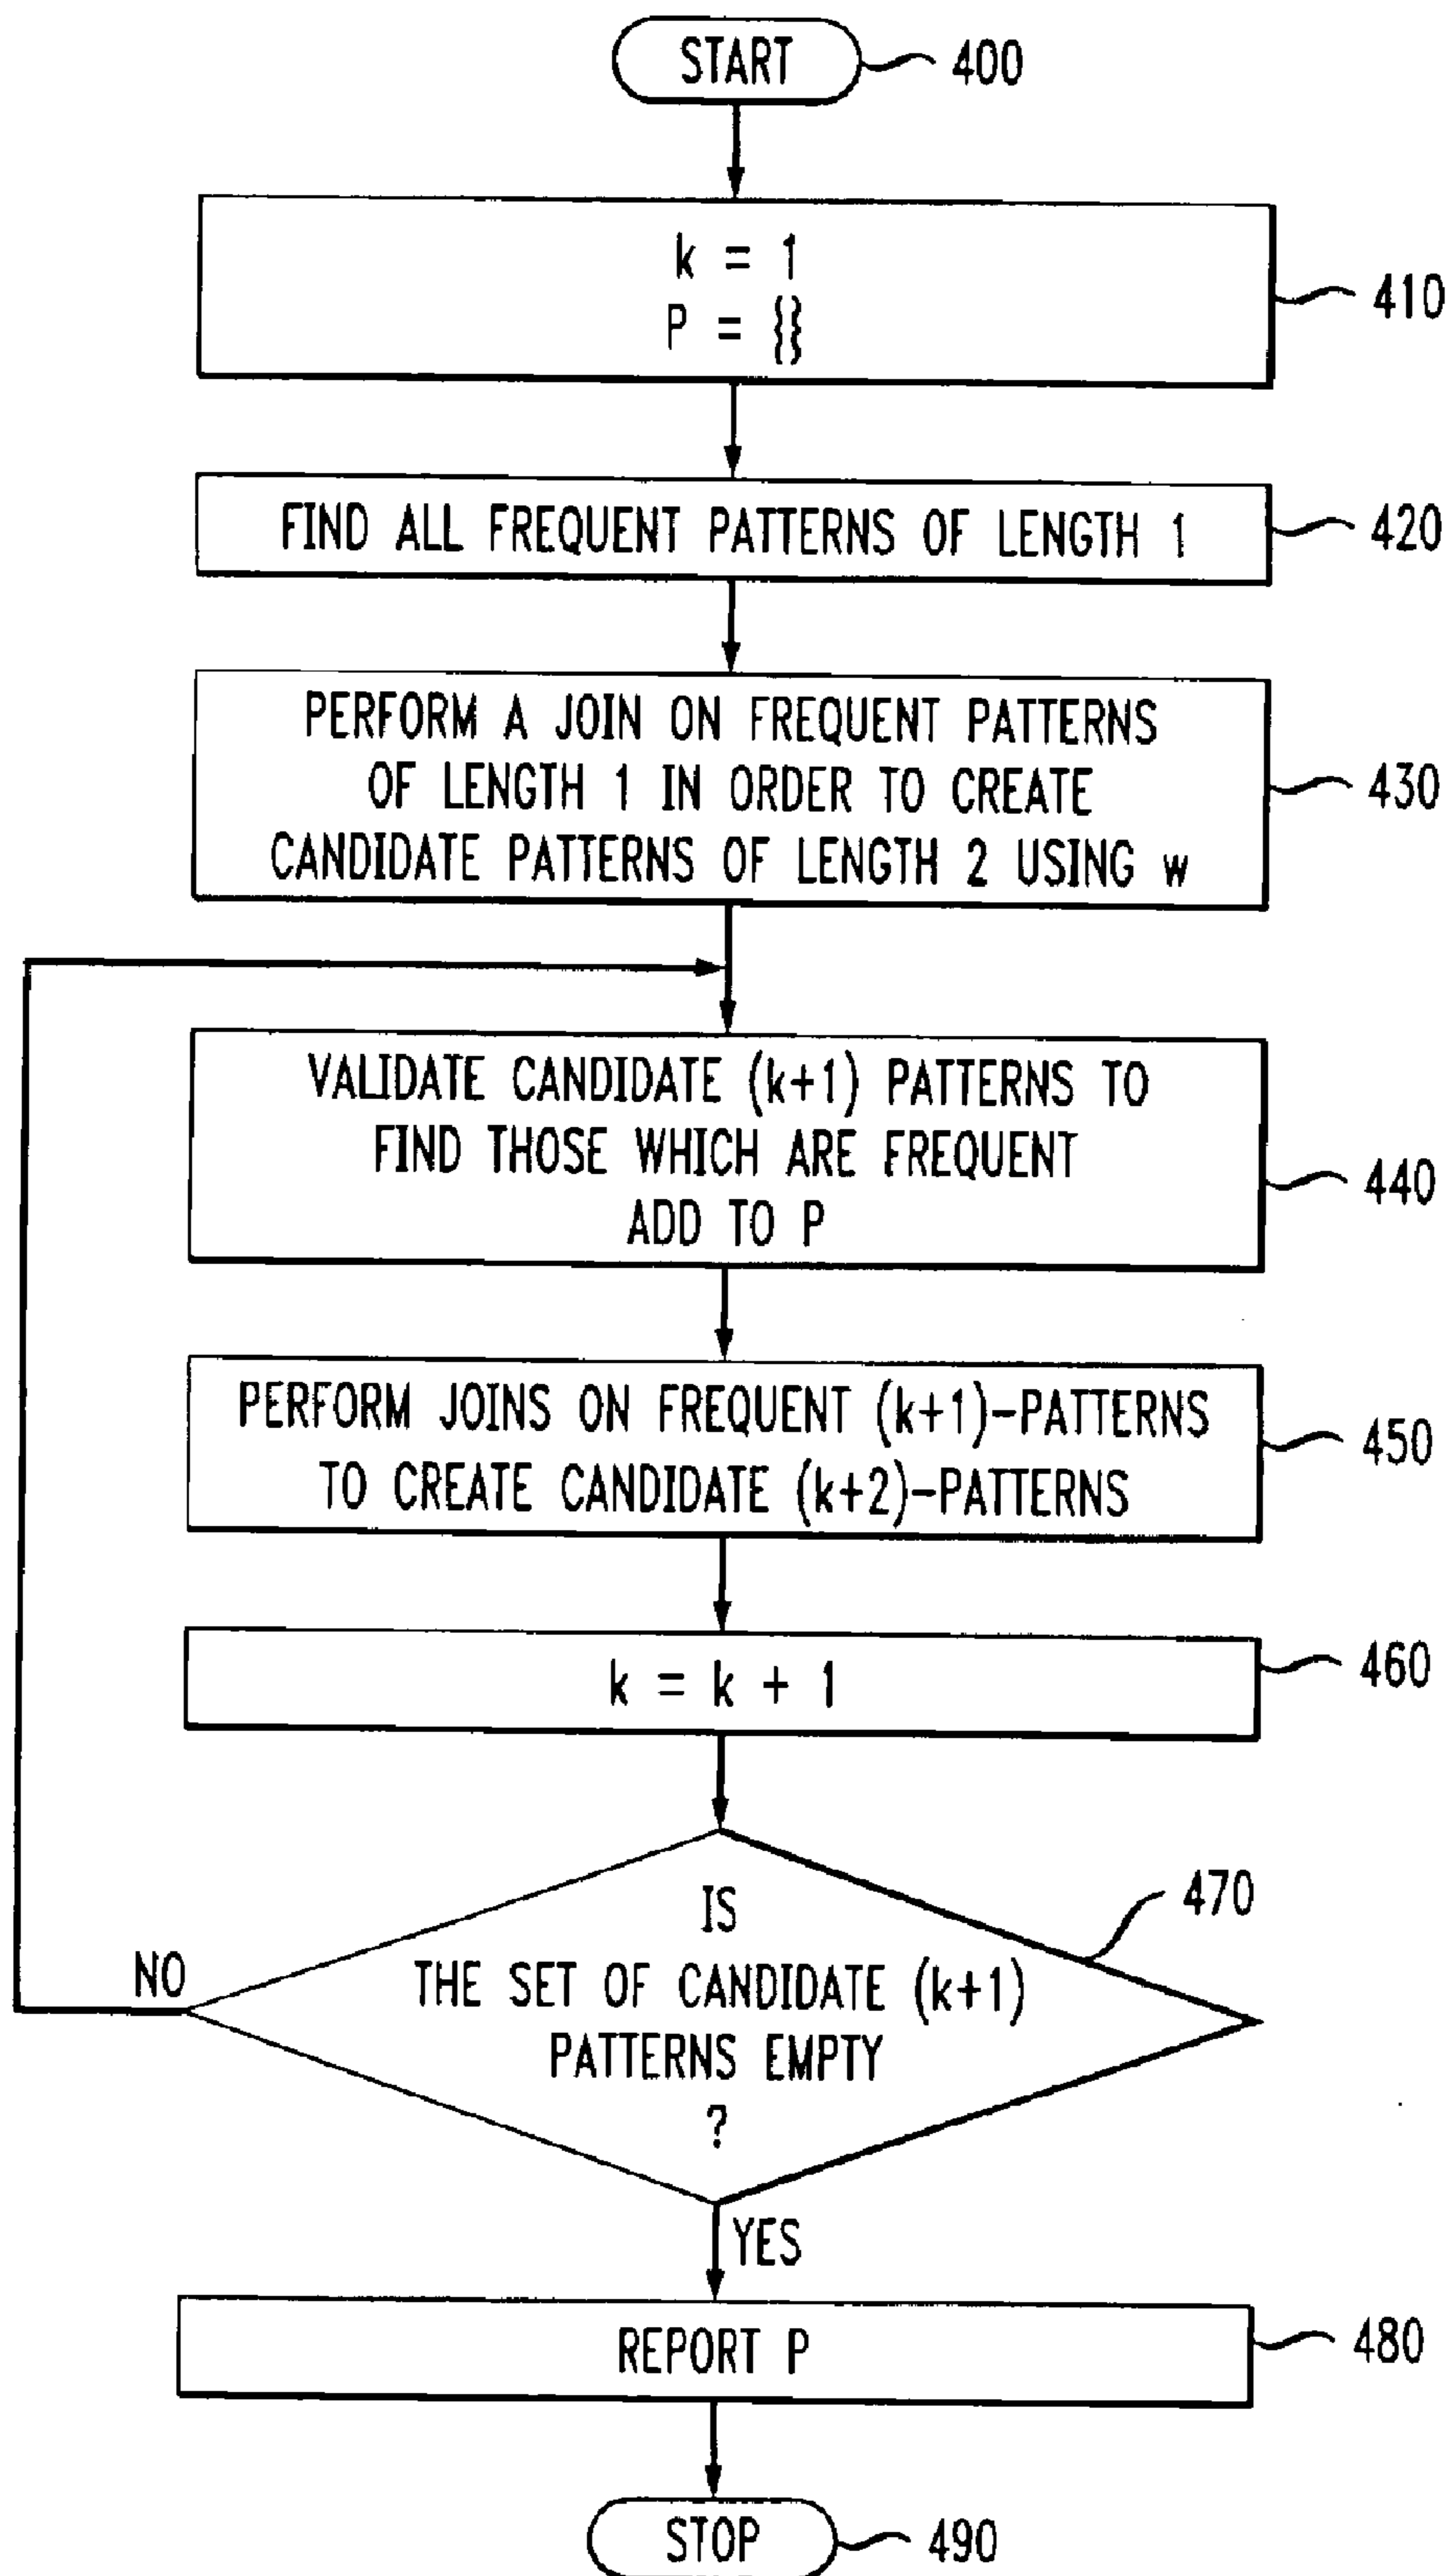 START
400
k = 1
P = {}
410
FIND ALL FREQUENT PATTERNS OF LENGTH 1
420
PERFORM A JOIN ON FREQUENT PATTERNS
OF LENGTH 1 IN ORDER TO CREATE
CANDIDATE PATTERNS OF LENGTH 2 USING w
430
VALIDATE CANDIDATE (k+1) PATTERNS TO
FIND THOSE WHICH ARE FREQUENT
ADD TO P
440
PERFORM JOINS ON FREQUENT (k+1)-PATTERNS
TO CREATE CANDIDATE (k+2)-PATTERNS
450
k = k + 1
460
IS
THE SET OF CANDIDATE (k+1)
PATTERNS EMPTY
?
470
NO
YES
REPORT P
480
STOP
490